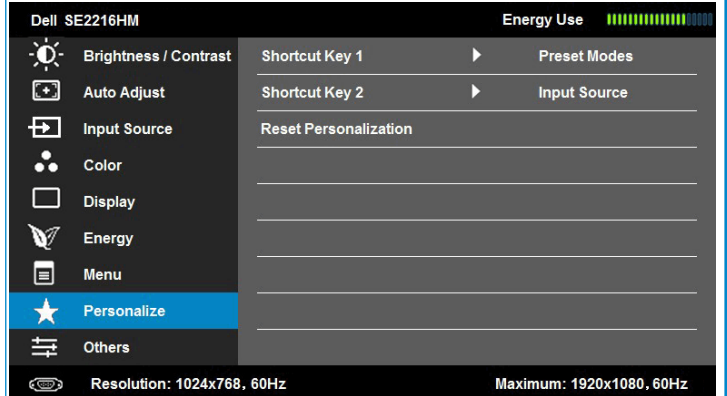 Dell SE2216HM Energy Use
Brightness / Contrast Shortcut Key 1 Preset Modes
Auto Adjust Shortcut Key 2 Input Source
Input Source Reset Personalization
Color
Display
Energy
Menu
Personalize
Others
Resolution: 1024x768, 60Hz Maximum: 1920x1080, 60Hz